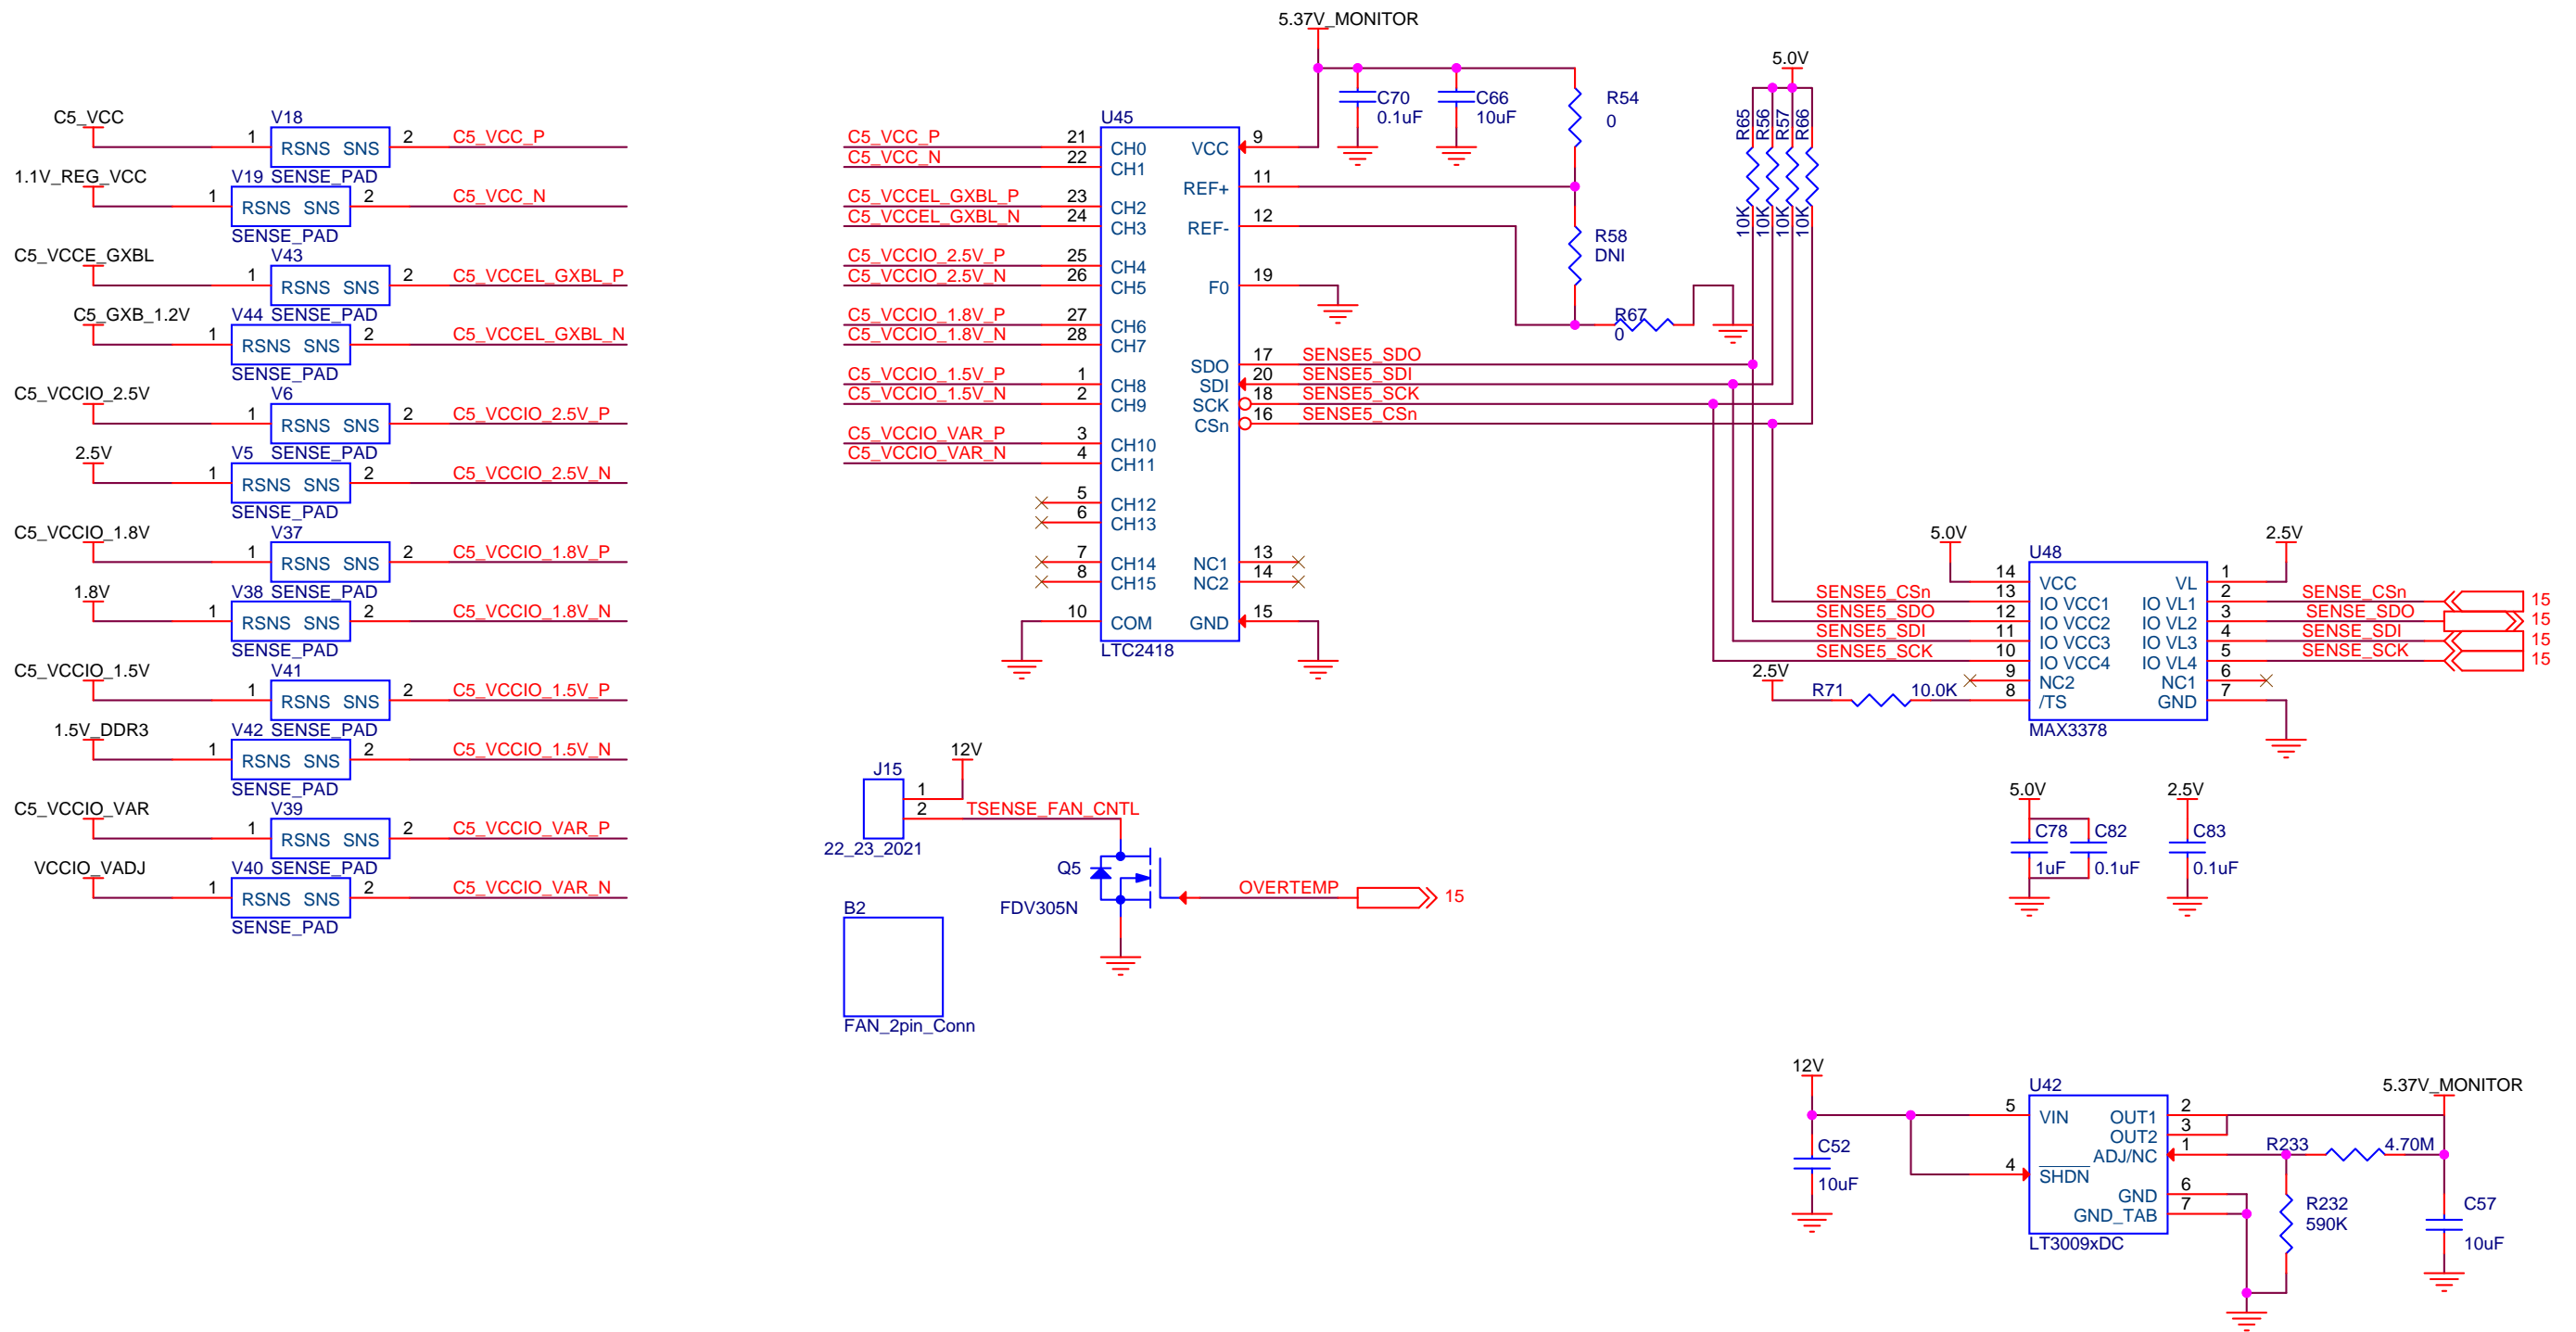 C5_VCC
V18
1 RSNS SNS 2 C5_VCC_P
SENSE_PAD
1.1V_REG_VCC
V19
1 RSNS SNS 2 C5_VCC_N
SENSE_PAD
C5_VCCE_GXBL
V43
1 RSNS SNS 2 C5_VCCEL_GXBL_P
SENSE_PAD
C5_GXB_1.2V
V44
1 RSNS SNS 2 C5_VCCEL_GXBL_N
SENSE_PAD
C5_VCCIO_2.5V
V6
1 RSNS SNS 2 C5_VCCIO_2.5V_P
SENSE_PAD
2.5V
V5
1 RSNS SNS 2 C5_VCCIO_2.5V_N
SENSE_PAD
C5_VCCIO_1.8V
V37
1 RSNS SNS 2 C5_VCCIO_1.8V_P
SENSE_PAD
1.8V
V38
1 RSNS SNS 2 C5_VCCIO_1.8V_N
SENSE_PAD
C5_VCCIO_1.5V
V41
1 RSNS SNS 2 C5_VCCIO_1.5V_P
SENSE_PAD
1.5V_DDR3
V42
1 RSNS SNS 2 C5_VCCIO_1.5V_N
SENSE_PAD
C5_VCCIO_VAR
V39
1 RSNS SNS 2 C5_VCCIO_VAR_P
SENSE_PAD
VCCIO_VADJ
V40
1 RSNS SNS 2 C5_VCCIO_VAR_N
SENSE_PAD
5.37V_MONITOR
C70
0.1uF
C66
10uF
R54
0
R58
DNI
R67
0
5.0V
R65
R56
R57
R66
10K
10K
10K
10K
U45
C5_VCC_P 21 CH0
C5_VCC_N 22 CH1
C5_VCCEL_GXBL_P 23 CH2
C5_VCCEL_GXBL_N 24 CH3
C5_VCCIO_2.5V_P 25 CH4
C5_VCCIO_2.5V_N 26 CH5
C5_VCCIO_1.8V_P 27 CH6
C5_VCCIO_1.8V_N 28 CH7
C5_VCCIO_1.5V_P 1 CH8
C5_VCCIO_1.5V_N 2 CH9
C5_VCCIO_VAR_P 3 CH10
C5_VCCIO_VAR_N 4 CH11
5 CH12
6 CH13
7 CH14
8 CH15
10 COM
VCC 9
REF+ 11
REF- 12
F0 19
SDO 17 SENSE5_SDO
SDI 20 SENSE5_SDI
SCK 18 SENSE5_SCK
CSn 16 SENSE5_CSn
NC1 13
NC2 14
GND 15
LTC2418
5.0V
U48
2.5V
14 VCC
SENSE5_CSn 13 IO VCC1
SENSE5_SDO 12 IO VCC2
SENSE5_SDI 11 IO VCC3
SENSE5_SCK 10 IO VCC4
9 NC2
2.5V
R71 10.0K 8 /TS
VL 1
IO VL1 2 SENSE_CSn 15
IO VL2 3 SENSE_SDO 15
IO VL3 4 SENSE_SDI 15
IO VL4 5 SENSE_SCK 15
NC1 6
GND 7
MAX3378
12V
J15
1
2 TSENSE_FAN_CNTL
22_23_2021
Q5
FDV305N
OVERTEMP 15
B2
FAN_2pin_Conn
5.0V
C78
1uF
C82
0.1uF
2.5V
C83
0.1uF
12V
C52
10uF
U42
5 VIN
4 SHDN
OUT1 2
OUT2 3
ADJ/NC 1
GND 6
GND_TAB 7
LT3009xDC
5.37V_MONITOR
R233 4.70M
R232
590K
C57
10uF